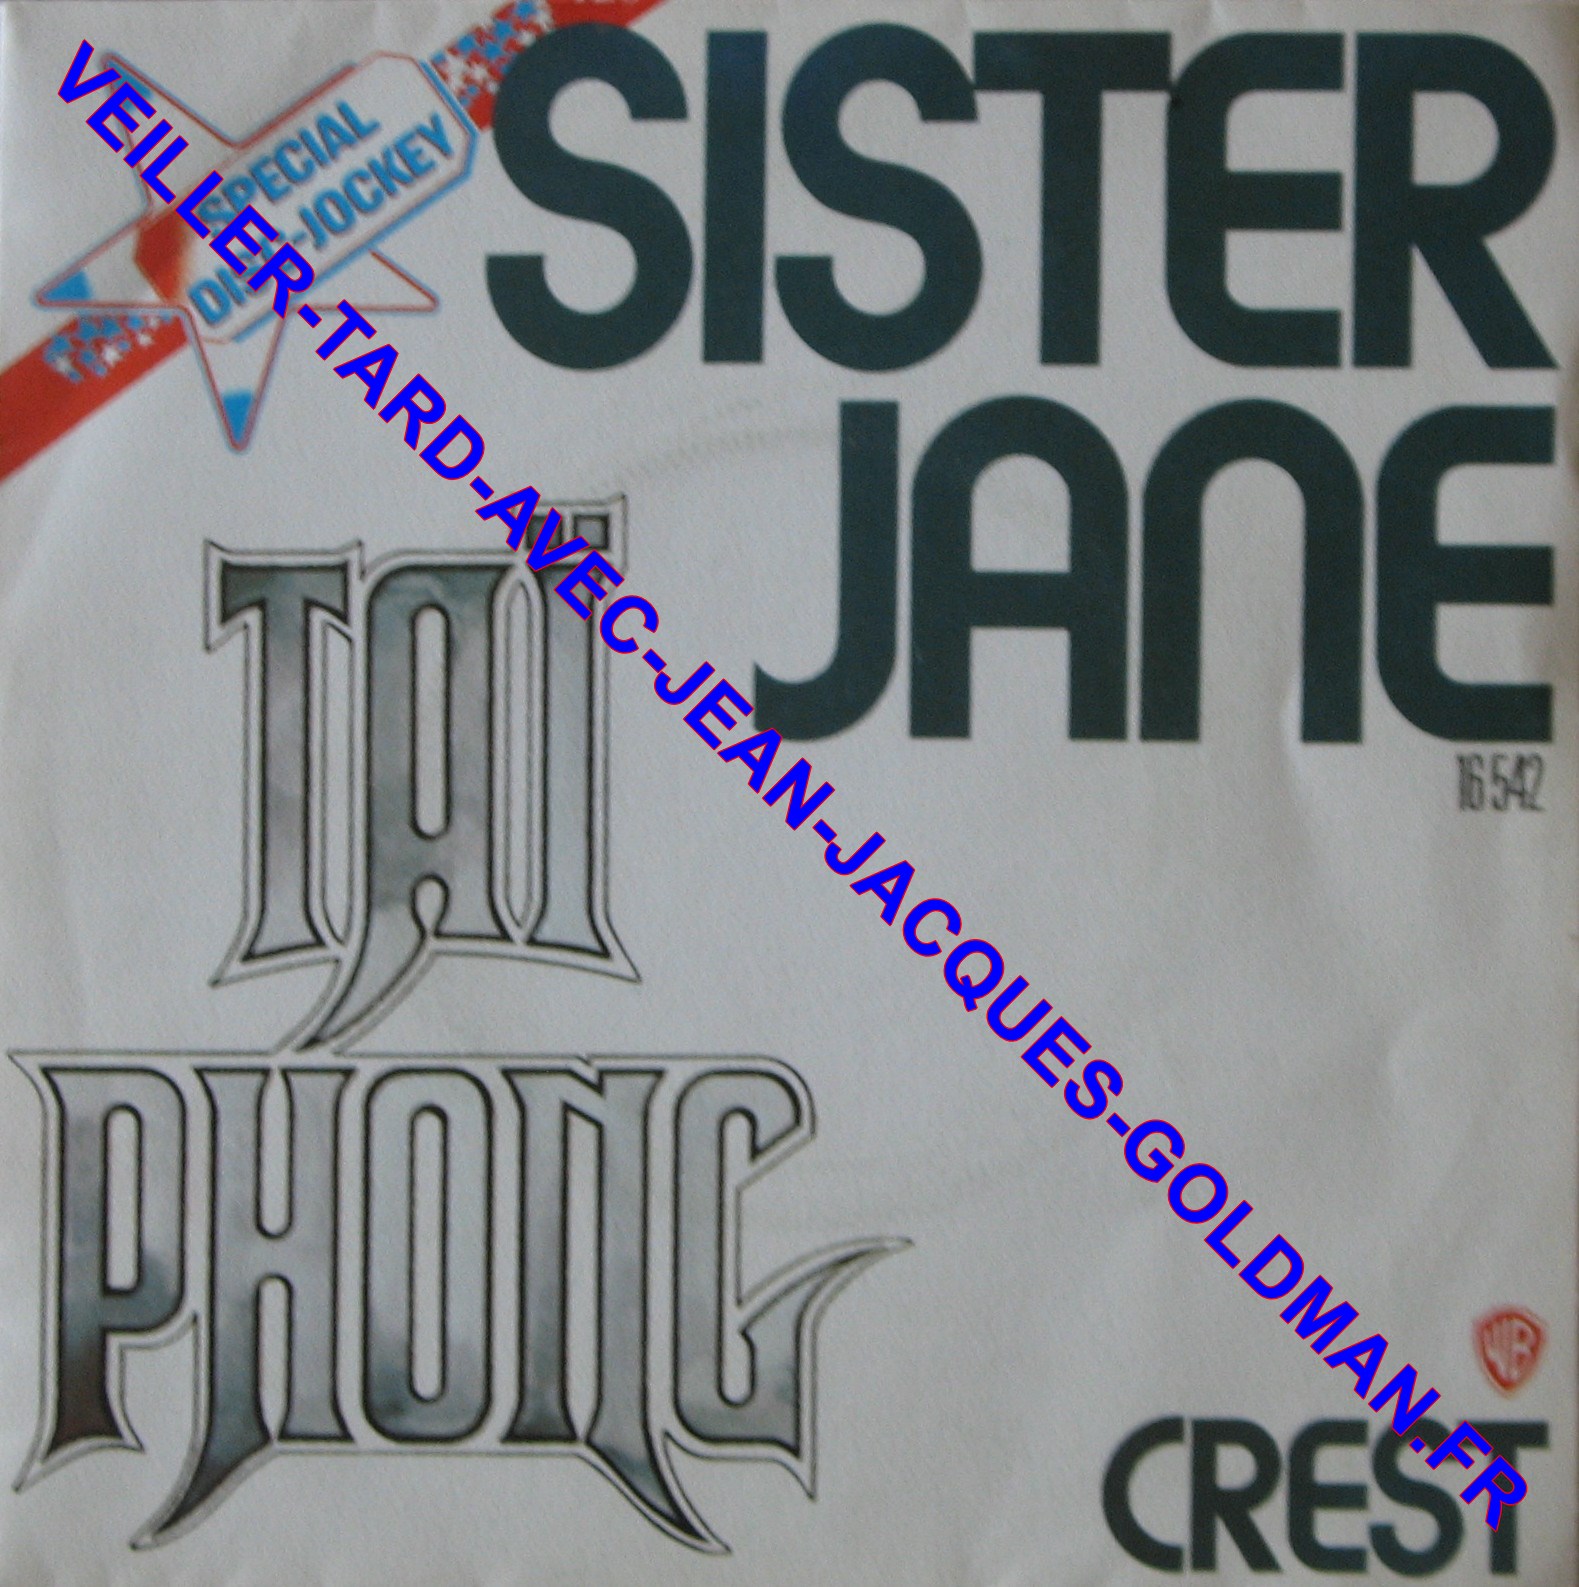 SPECIAL
DISC-JOCKEY
SISTER
JANE
16 542
TAÏ
PHONG
VEILLER-TARD-AVEC-JEAN-JACQUES-GOLDMAN.FR
WB
CREST